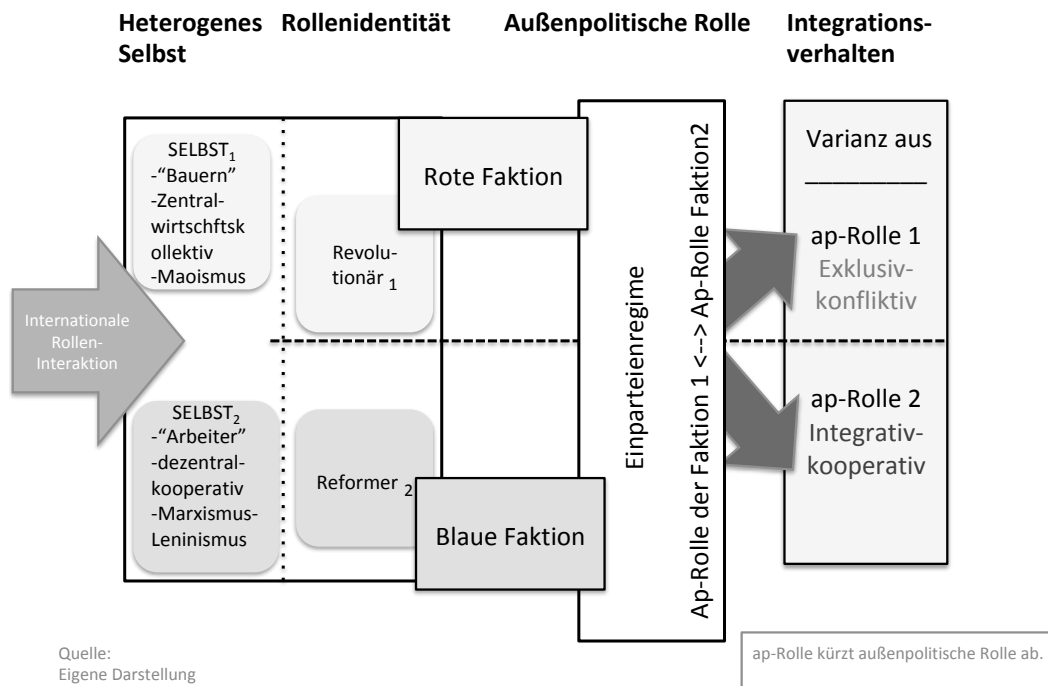 Heterogenes
Selbst
Rollenidentität
Außenpolitische Rolle
Integrations-
verhalten
Internationale
Rollen-
Interaktion
SELBST1
-“Bauern”
-Zentral-
wirtschftsk
ollektiv
-Maoismus
Revolu-
tionär 1
Rote Faktion
SELBST2
-“Arbeiter”
-dezentral-
kooperativ
-Marxismus-
Leninismus
Reformer 2
Blaue Faktion
Einparteienregime
Ap-Rolle der Faktion 1 <--> Ap-Rolle Faktion2
Varianz aus
_________
ap-Rolle 1
Exklusiv-
konfliktiv
ap-Rolle 2
Integrativ-
kooperativ
Quelle:
Eigene Darstellung
ap-Rolle kürzt außenpolitische Rolle ab.